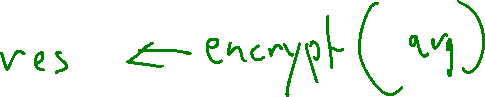 res ← encrypt(arg)